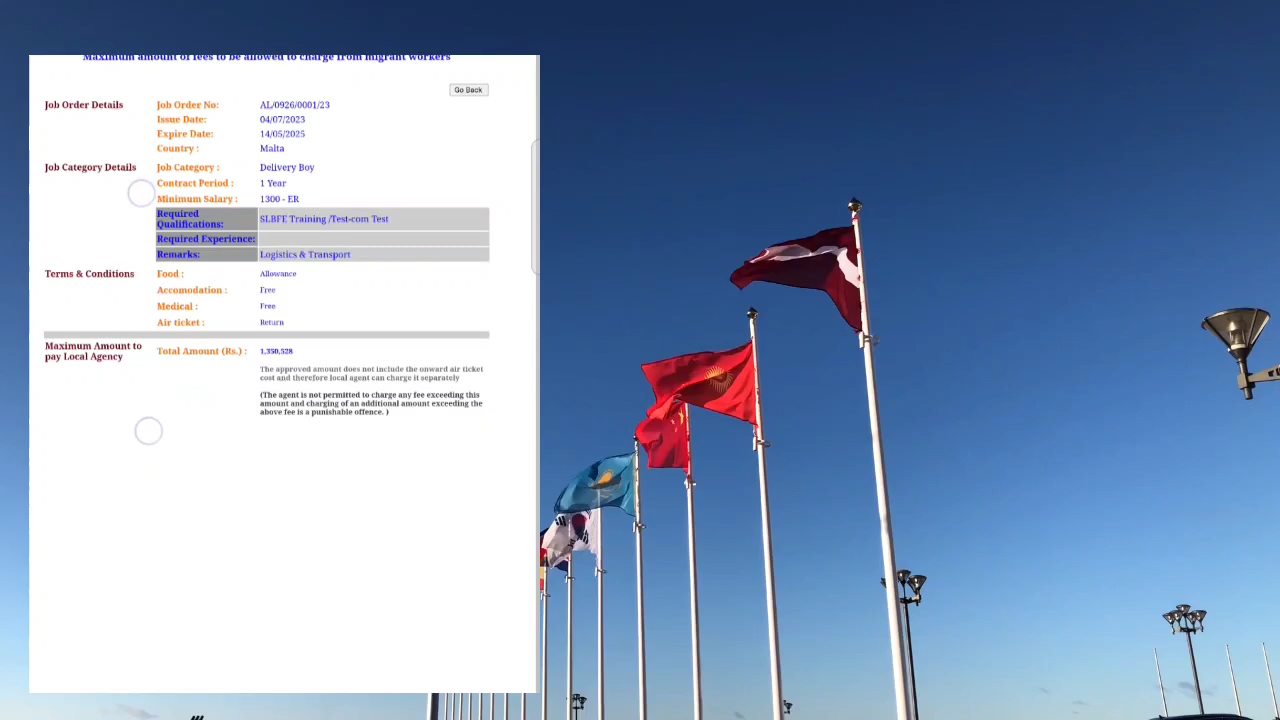 Maximum amount of fees to be allowed to charge from migrant workers
Go Back
Job Order Details
Job Order No: AL/0926/0001/23
Issue Date: 04/07/2023
Expire Date: 14/05/2025
Country : Malta
Job Category Details
Job Category : Delivery Boy
Contract Period : 1 Year
Minimum Salary : 1300 - ER
Required
Qualifications: SLBFE Training /Test-com Test
Required Experience:
Remarks: Logistics & Transport
Terms & Conditions
Food : Allowance
Accomodation : Free
Medical : Free
Air ticket : Return
Maximum Amount to
pay Local Agency
Total Amount (Rs.) : 1,350,528
The approved amount does not include the onward air ticket
cost and therefore local agent can charge it separately
(The agent is not permitted to charge any fee exceeding this
amount and charging of an additional amount exceeding the
above fee is a punishable offence. )